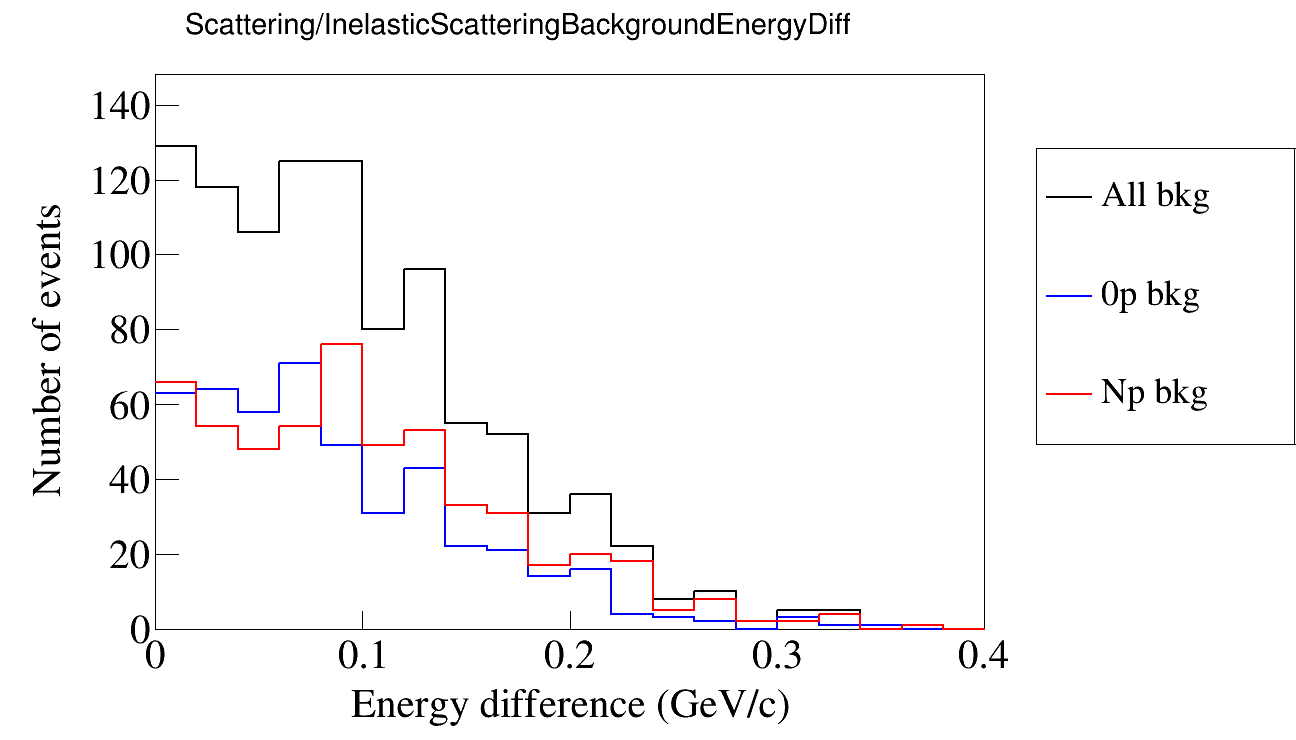 Scattering/InelasticScatteringBackgroundEnergyDiff
140
120
100
80
60
40
20
0
0 0.1 0.2 0.3 0.4
Number of events
Energy difference (GeV/c)
All bkg
0p bkg
Np bkg